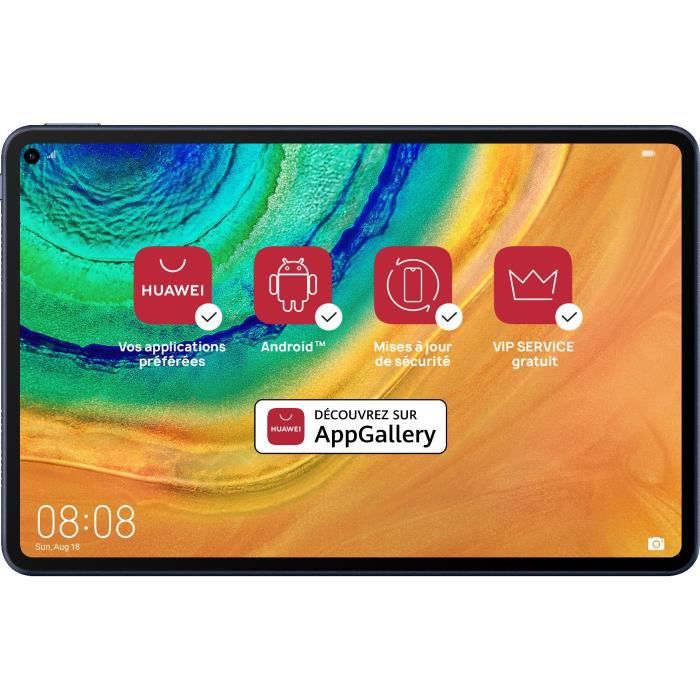 HUAWEI
Vos applications
préférées
Android™
Mises à jour
de sécurité
VIP SERVICE
gratuit
HUAWEI
DÉCOUVREZ SUR
AppGallery
08:08
Sun, Aug 18